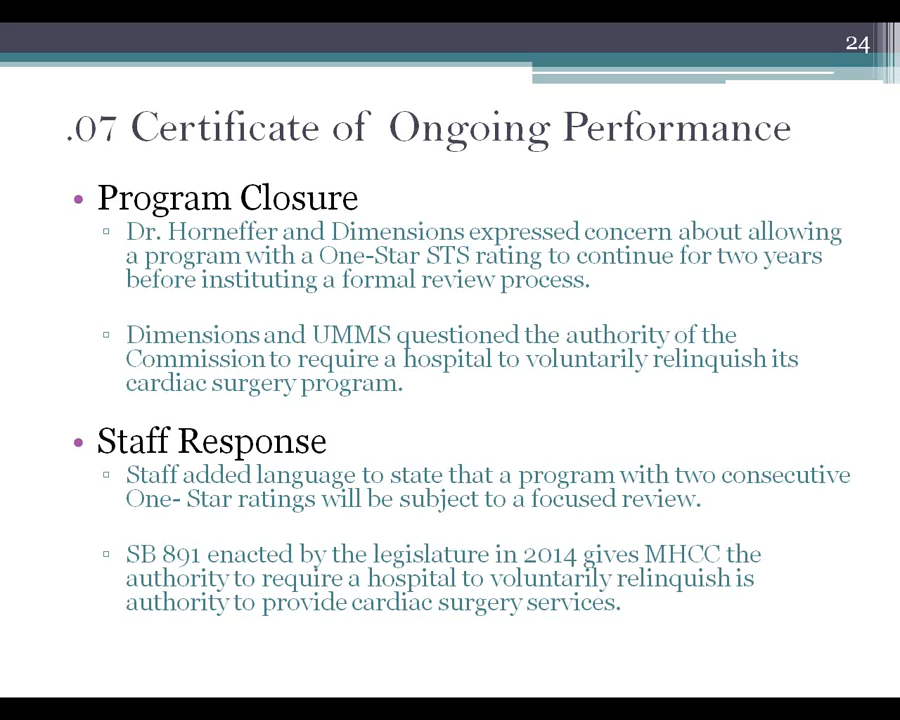 24
.07 Certificate of Ongoing Performance
• Program Closure
▫ Dr. Horneffer and Dimensions expressed concern about allowing
a program with a One-Star STS rating to continue for two years
before instituting a formal review process.
▫ Dimensions and UMMS questioned the authority of the
Commission to require a hospital to voluntarily relinquish its
cardiac surgery program.
• Staff Response
▫ Staff added language to state that a program with two consecutive
One- Star ratings will be subject to a focused review.
▫ SB 891 enacted by the legislature in 2014 gives MHCC the
authority to require a hospital to voluntarily relinquish is
authority to provide cardiac surgery services.